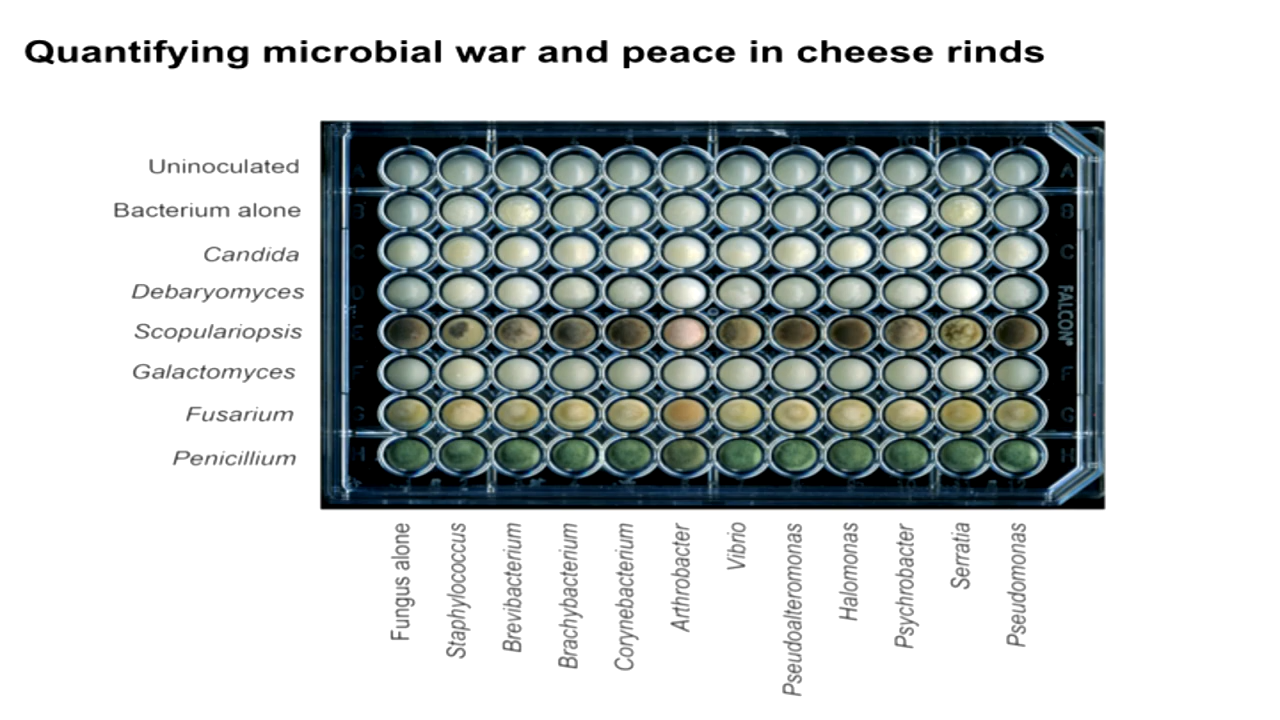 Quantifying microbial war and peace in cheese rinds
Uninoculated
Bacterium alone
Candida
Debaryomyces
Scopulariopsis
Galactomyces
Fusarium
Penicillium
A
B
C
FALCON®
G
H
Fungus alone
Staphylococcus
Brevibacterium
Brachybacterium
Corynebacterium
Arthrobacter
Vibrio
Pseudoalteromonas
Halomonas
Psychrobacter
Serratia
Pseudomonas